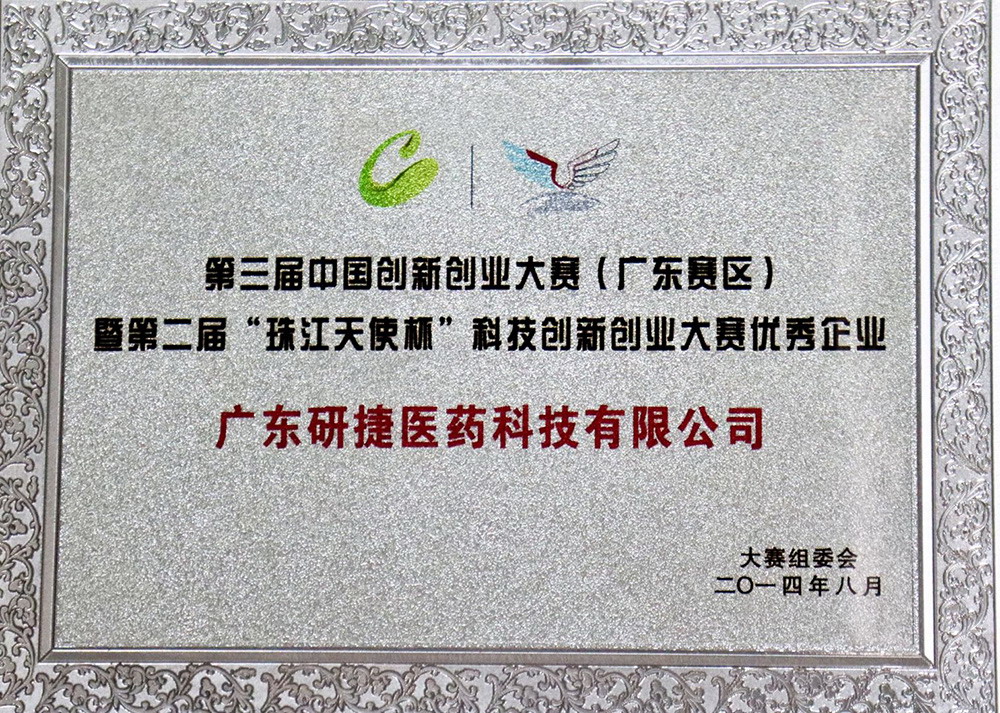 第三届中国创新创业大赛（广东赛区）
暨第二届“珠江天使杯”科技创新创业大赛优秀企业
广东研捷医药科技有限公司
大赛组委会
二〇一四年八月